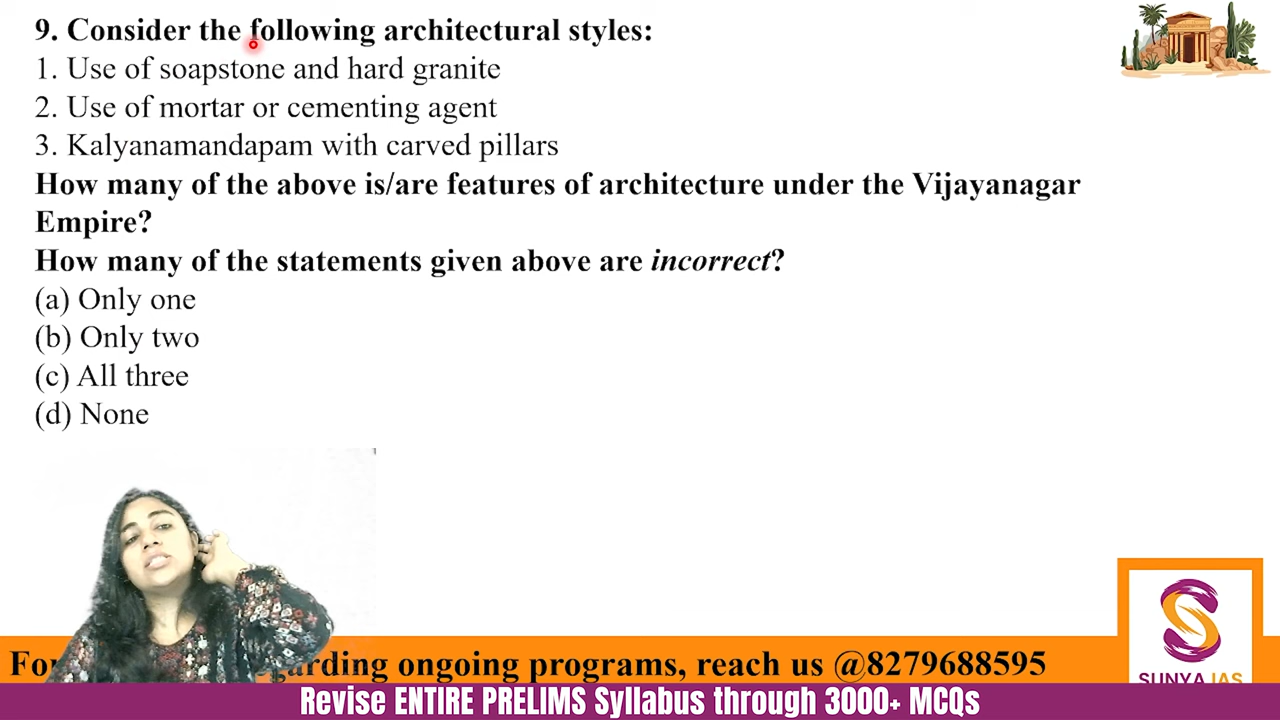 9. Consider the following architectural styles:
1. Use of soapstone and hard granite
2. Use of mortar or cementing agent
3. Kalyanamandapam with carved pillars
How many of the above is/are features of architecture under the Vijayanagar
Empire?
How many of the statements given above are incorrect?
(a) Only one
(b) Only two
(c) All three
(d) None
ongoing programs, reach us @8279688595
SUNYA IAS
Revise ENTIRE PRELIMS Syllabus through 3000+ MCQs